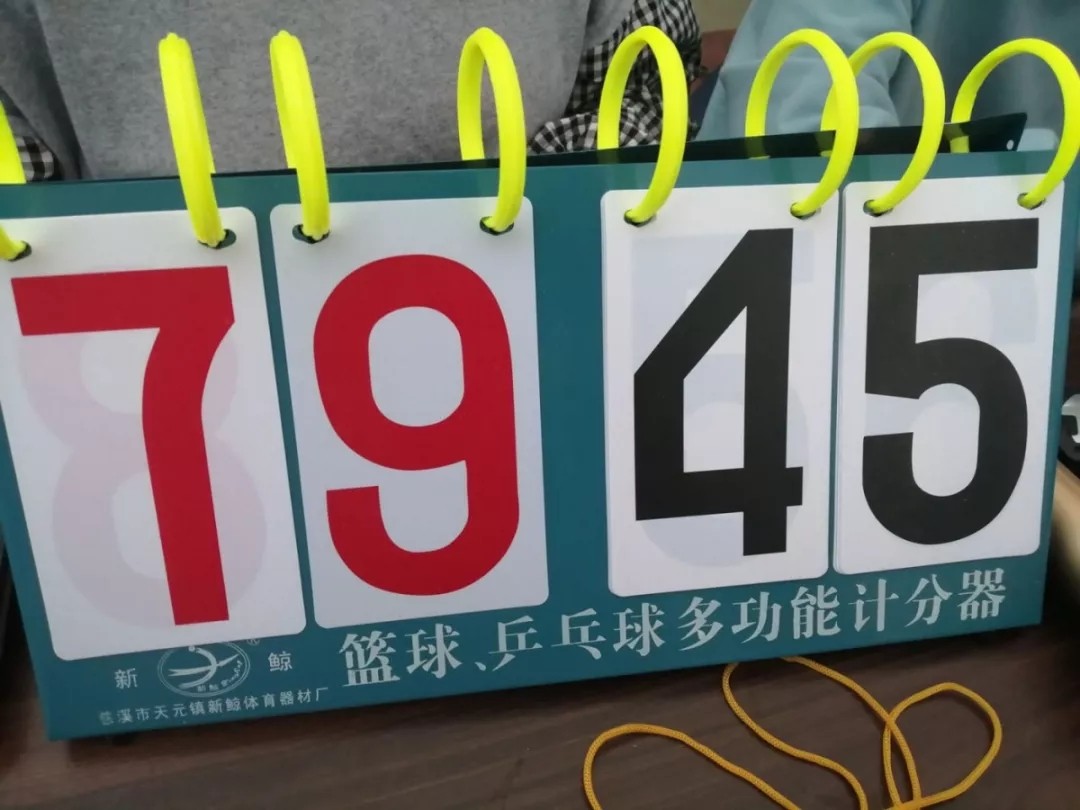 79 45
篮球、乒乓球多功能计分器
新 鲸
慈溪市天元镇新鲸体育器材厂